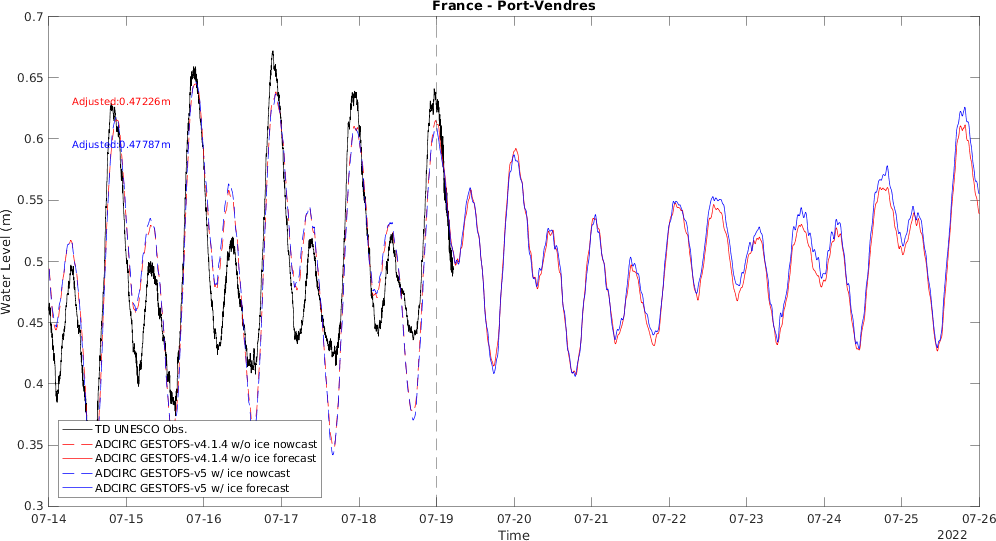 France - Port-Vendres
0.7
0.65
0.6
0.55
0.5
0.45
0.4
0.35
0.3
Water Level (m)
Adjusted:0.47226m
Adjusted:0.47787m
TD UNESCO Obs.
ADCIRC GESTOFS-v4.1.4 w/o ice nowcast
ADCIRC GESTOFS-v4.1.4 w/o ice forecast
ADCIRC GESTOFS-v5 w/ ice nowcast
ADCIRC GESTOFS-v5 w/ ice forecast
07-14 07-15 07-16 07-17 07-18 07-19 07-20 07-21 07-22 07-23 07-24 07-25 07-26
Time
2022